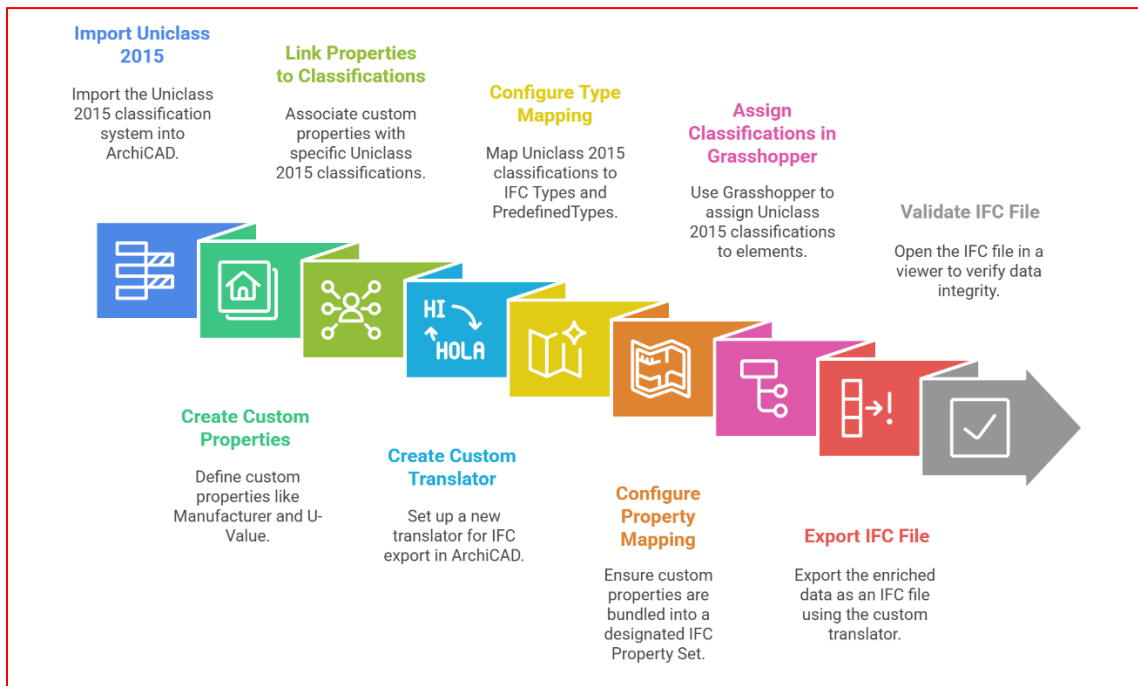 Import Uniclass
2015
Import the Uniclass
2015 classification
system into
ArchiCAD.
Link Properties
to Classifications
Associate custom
properties with
specific Uniclass
2015 classifications.
Configure Type
Mapping
Map Uniclass 2015
classifications to
IFC Types and
PredefinedTypes.
Assign
Classifications in
Grasshopper
Use Grasshopper to
assign Uniclass
2015 classifications
to elements.
Validate IFC File
Open the IFC file in a
viewer to verify data
integrity.
HI
HOLA
Create Custom
Properties
Define custom
properties like
Manufacturer and U-
Value.
Create Custom
Translator
Set up a new
translator for IFC
export in ArchiCAD.
Configure
Property
Mapping
Ensure custom
properties are
bundled into a
designated IFC
Property Set.
Export IFC File
Export the enriched
data as an IFC file
using the custom
translator.